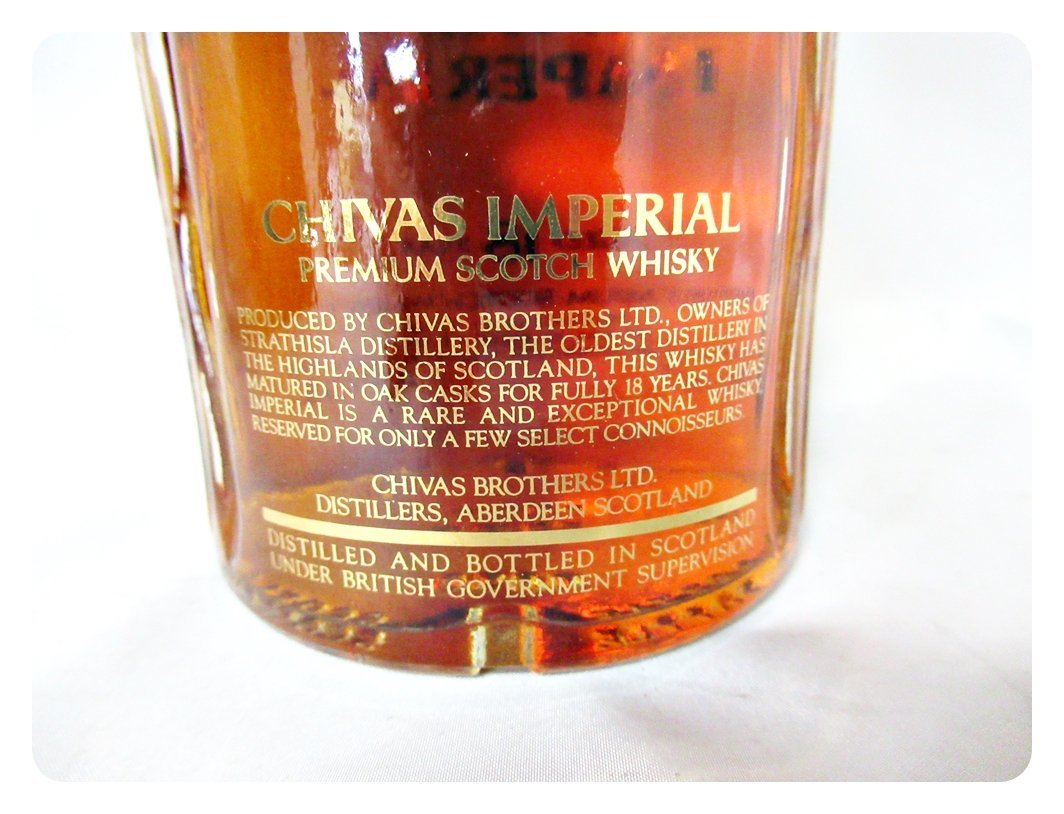 CHIVAS IMPERIAL
PREMIUM SCOTCH WHISKY
PRODUCED BY CHIVAS BROTHERS LTD., OWNERS OF
STRATHISLA DISTILLERY, THE OLDEST DISTILLERY IN
THE HIGHLANDS OF SCOTLAND, THIS WHISKY HAS
MATURED IN OAK CASKS FOR FULLY 18 YEARS. CHIVAS
IMPERIAL IS A RARE AND EXCEPTIONAL WHISKY,
RESERVED FOR ONLY A FEW SELECT CONNOISSEURS.
CHIVAS BROTHERS LTD.
DISTILLERS, ABERDEEN SCOTLAND
DISTILLED AND BOTTLED IN SCOTLAND
UNDER BRITISH GOVERNMENT SUPERVISION